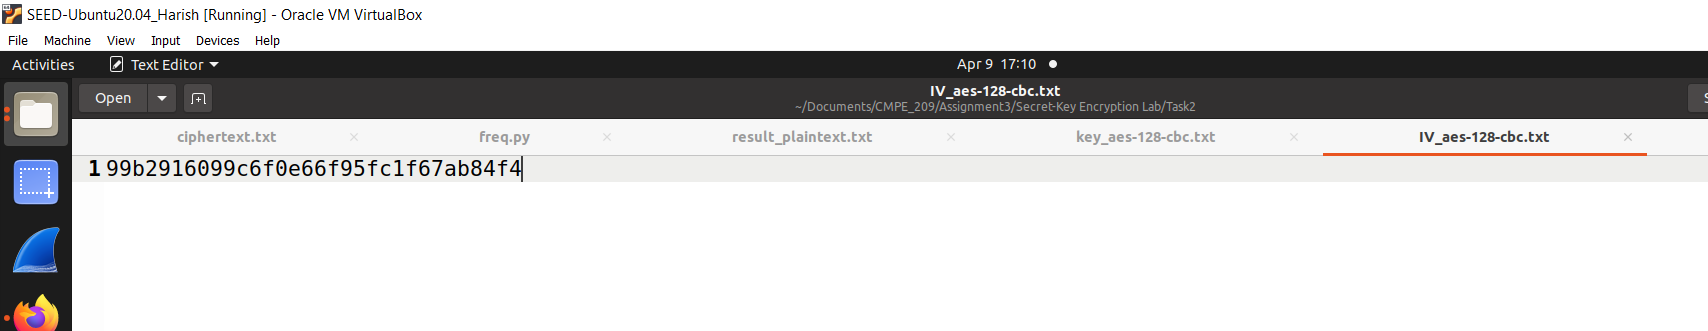 SEED-Ubuntu20.04_Harish [Running] - Oracle VM VirtualBox
File Machine View Input Devices Help
Activities Text Editor Apr 9 17:10
Open IV_aes-128-cbc.txt S
~/Documents/CMPE_209/Assignment3/Secret-Key Encryption Lab/Task2
ciphertext.txt × freq.py × result_plaintext.txt × key_aes-128-cbc.txt × IV_aes-128-cbc.txt ×
1 99b2916099c6f0e66f95fc1f67ab84f4